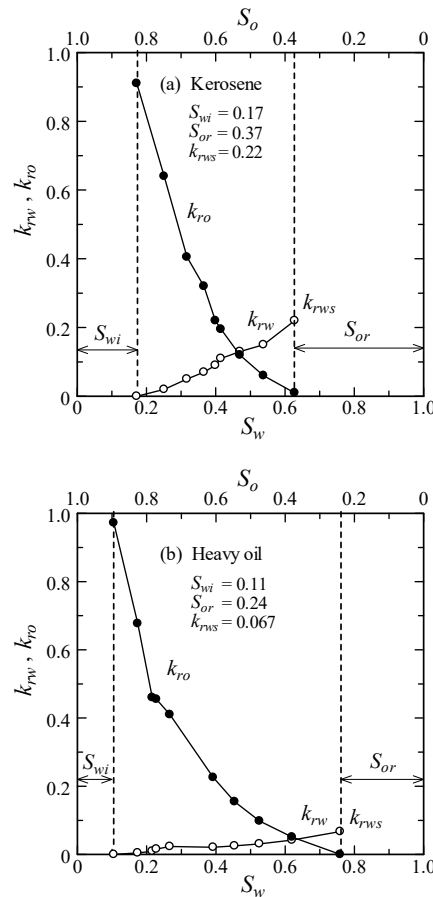 S_o
1.0 0.8 0.6 0.4 0.2 0
1.0
(a) Kerosene
S_wi = 0.17
0.8
S_or = 0.37
k_rws = 0.22
0.6
k_rw , k_ro
k_ro
0.4
k_rws
k_rw
0.2
S_wi
S_or
0
0 0.2 0.4 0.6 0.8 1.0
S_w
S_o
1.0 0.8 0.6 0.4 0.2 0
1.0
(b) Heavy oil
S_wi = 0.11
0.8
S_or = 0.24
k_rws = 0.067
0.6
k_rw , k_ro
k_ro
0.4
S_wi
S_or
0.2
k_rw
k_rws
0
0 0.2 0.4 0.6 0.8 1.0
S_w